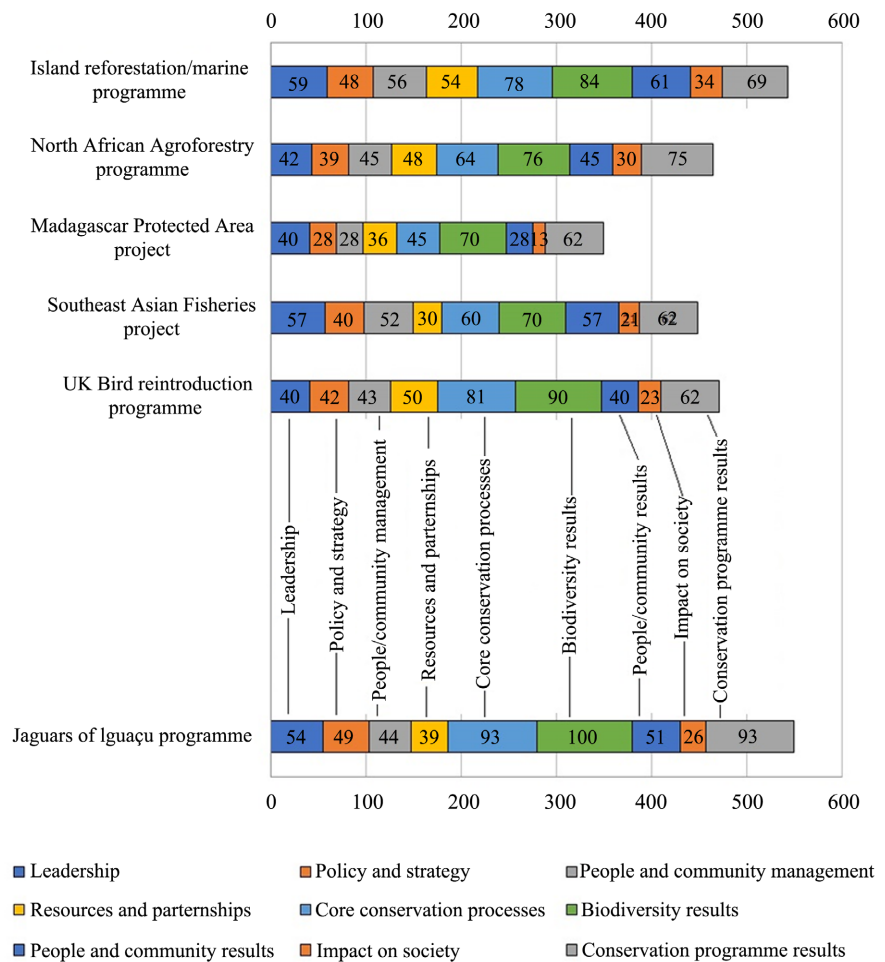 0 100 200 300 400 500 600
Island reforestation/marine
programme
59 48 56 54 78 84 61 34 69
North African Agroforestry
programme
42 39 45 48 64 76 45 30 75
Madagascar Protected Area
project
40 28 28 36 45 70 28 13 62
Southeast Asian Fisheries
project
57 40 52 30 60 70 57 21 62
UK Bird reintroduction
programme
40 42 43 50 81 90 40 23 62
Leadership
Policy and strategy
People/community management
Resources and parternships
Core conservation processes
Biodiversity results
People/community results
Impact on society
Conservation programme results
Jaguars of lguaçu programme
54 49 44 39 93 100 51 26 93
0 100 200 300 400 500 600
Leadership Policy and strategy People and community management
Resources and parternships Core conservation processes Biodiversity results
People and community results Impact on society Conservation programme results